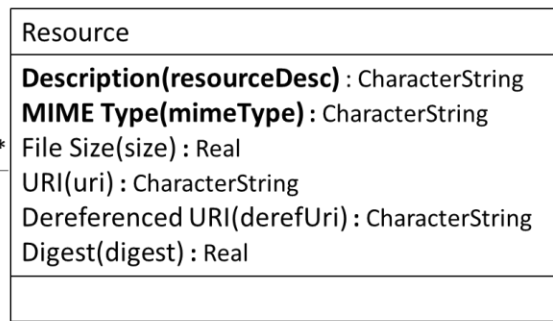 Resource
Description(resourceDesc) : CharacterString
MIME Type(mimeType) : CharacterString
* File Size(size) : Real
URI(uri) : CharacterString
Dereferenced URI(derefUri) : CharacterString
Digest(digest) : Real